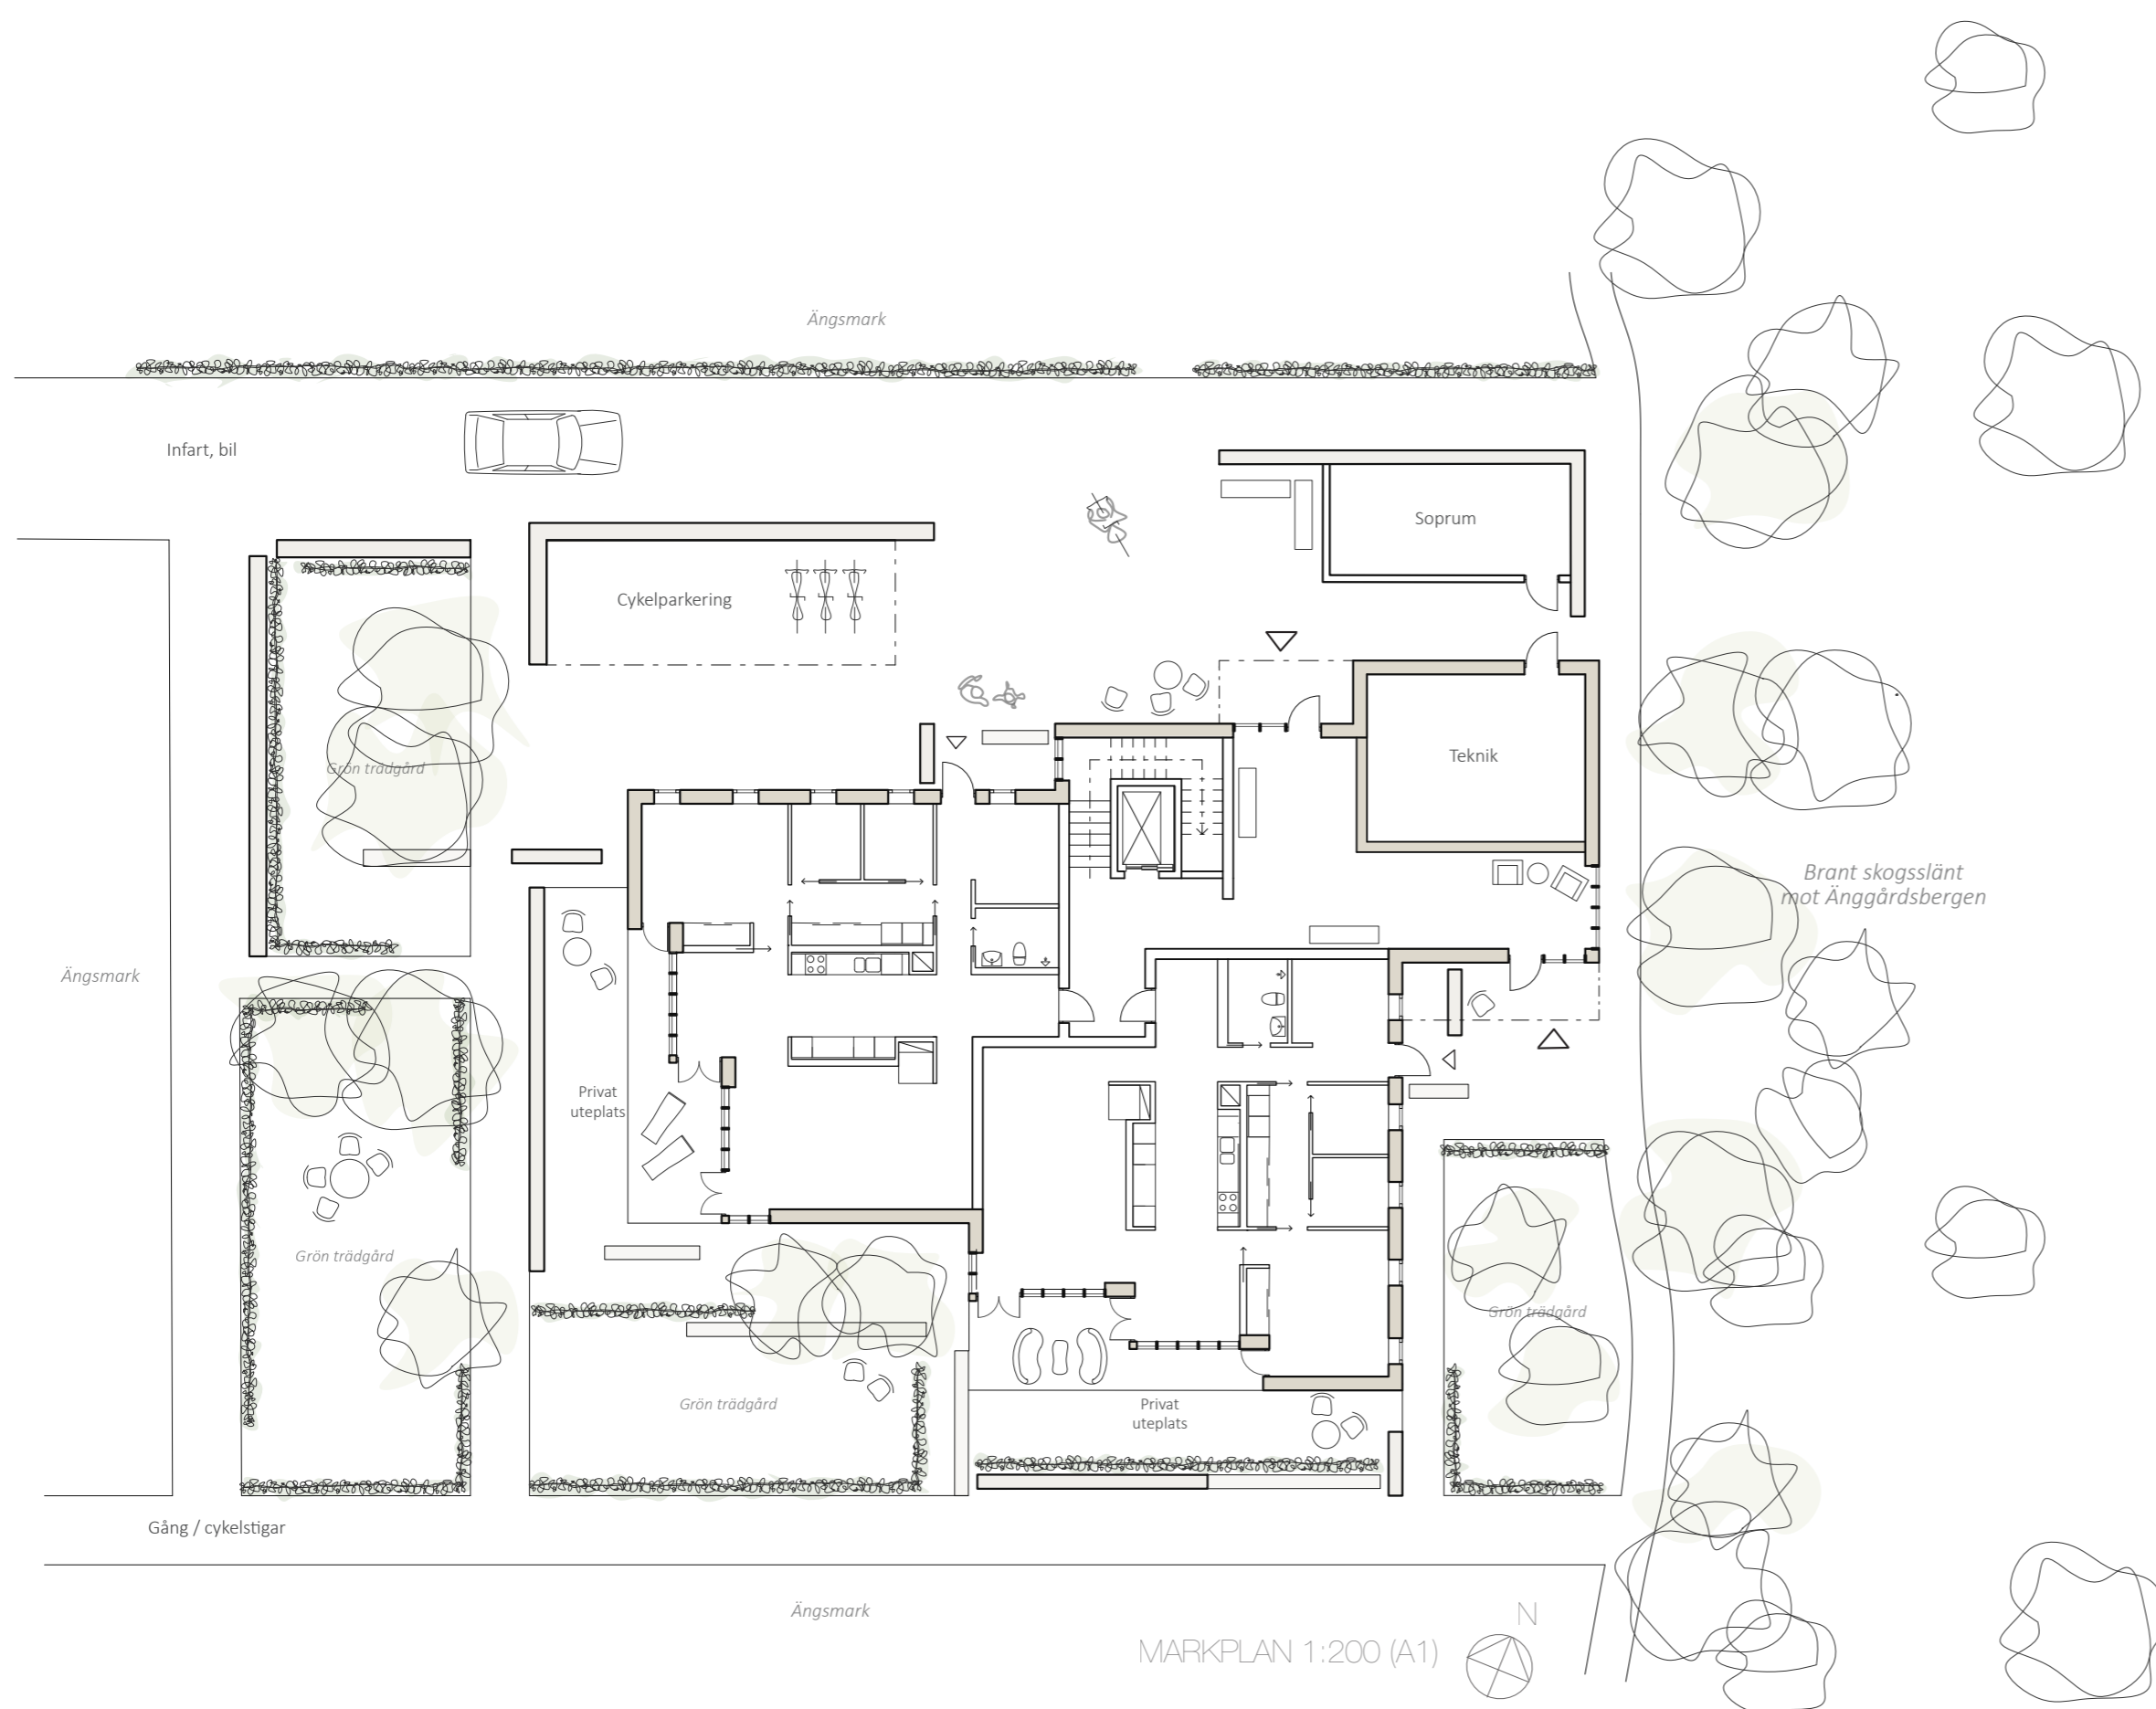 Ängsmark
Infart, bil
Soprum
Cykelparkering
Teknik
Grön trädgård
Brant skogsslänt
mot Änggårdsbergen
Ängsmark
Privat
uteplats
Grön trädgård
Grön trädgård
Grön trädgård
Privat
uteplats
Gång / cykelstigar
Ängsmark
N
MARKPLAN 1:200 (A1)